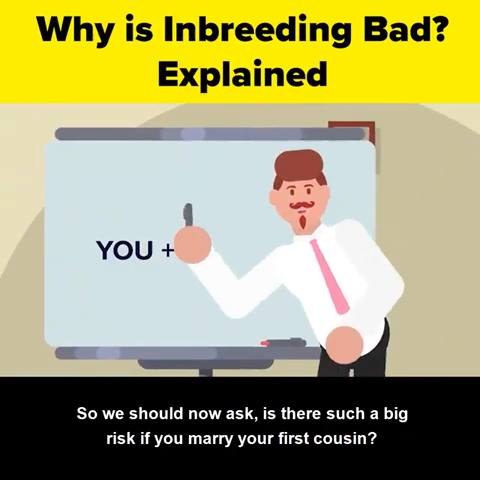 Why is Inbreeding Bad?
Explained
YOU +
So we should now ask, is there such a big
risk if you marry your first cousin?